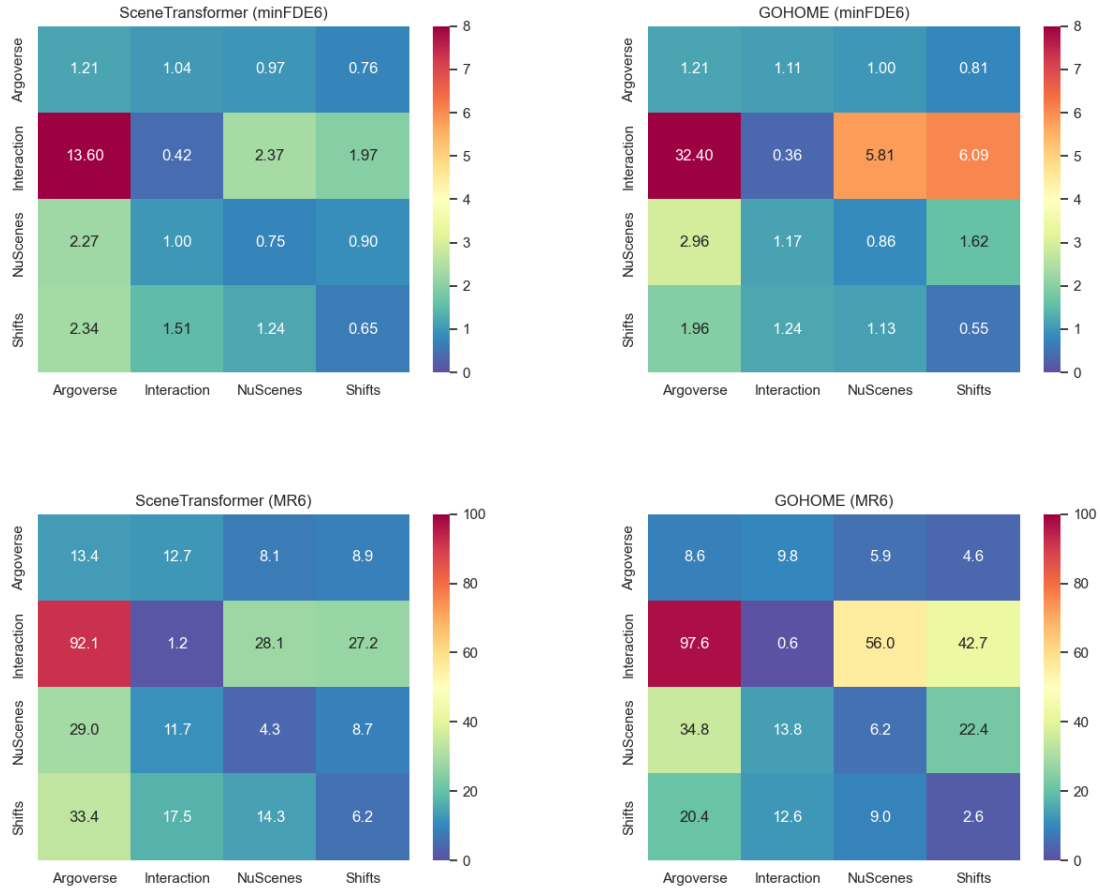 SceneTransformer (minFDE6)
Argoverse 1.21 1.04 0.97 0.76
Interaction 13.60 0.42 2.37 1.97
NuScenes 2.27 1.00 0.75 0.90
Shifts 2.34 1.51 1.24 0.65
Argoverse Interaction NuScenes Shifts
8
7
6
5
4
3
2
1
0
GOHOME (minFDE6)
Argoverse 1.21 1.11 1.00 0.81
Interaction 32.40 0.36 5.81 6.09
NuScenes 2.96 1.17 0.86 1.62
Shifts 1.96 1.24 1.13 0.55
Argoverse Interaction NuScenes Shifts
8
7
6
5
4
3
2
1
0
SceneTransformer (MR6)
Argoverse 13.4 12.7 8.1 8.9
Interaction 92.1 1.2 28.1 27.2
NuScenes 29.0 11.7 4.3 8.7
Shifts 33.4 17.5 14.3 6.2
Argoverse Interaction NuScenes Shifts
100
80
60
40
20
0
GOHOME (MR6)
Argoverse 8.6 9.8 5.9 4.6
Interaction 97.6 0.6 56.0 42.7
NuScenes 34.8 13.8 6.2 22.4
Shifts 20.4 12.6 9.0 2.6
Argoverse Interaction NuScenes Shifts
100
80
60
40
20
0